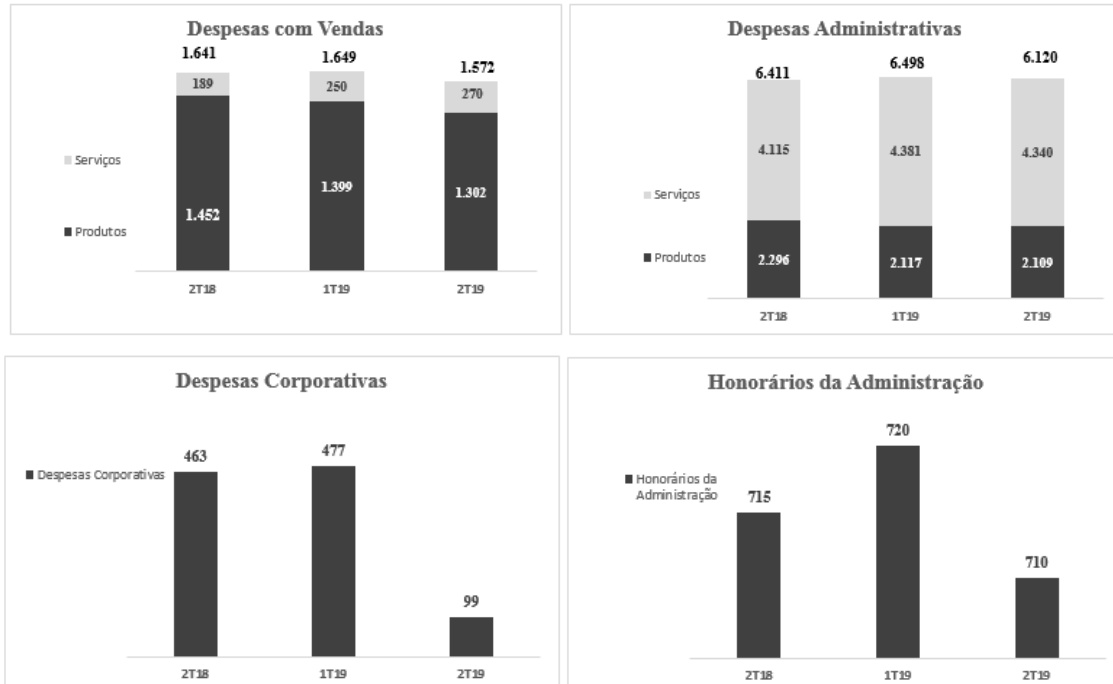 Despesas com Vendas
1.641 1.649 1.572
189 250 270
Serviços
1.452 1.399 1.302
Produtos
2T18 1T19 2T19
Despesas Administrativas
6.411 6.498 6.120
4.115 4.381 4.340
Serviços
2.296 2.117 2.109
Produtos
2T18 1T19 2T19
Despesas Corporativas
463 477 99
Despesas Corporativas
2T18 1T19 2T19
Honorários da Administração
715 720 710
Honorários da
Administração
2T18 1T19 2T19